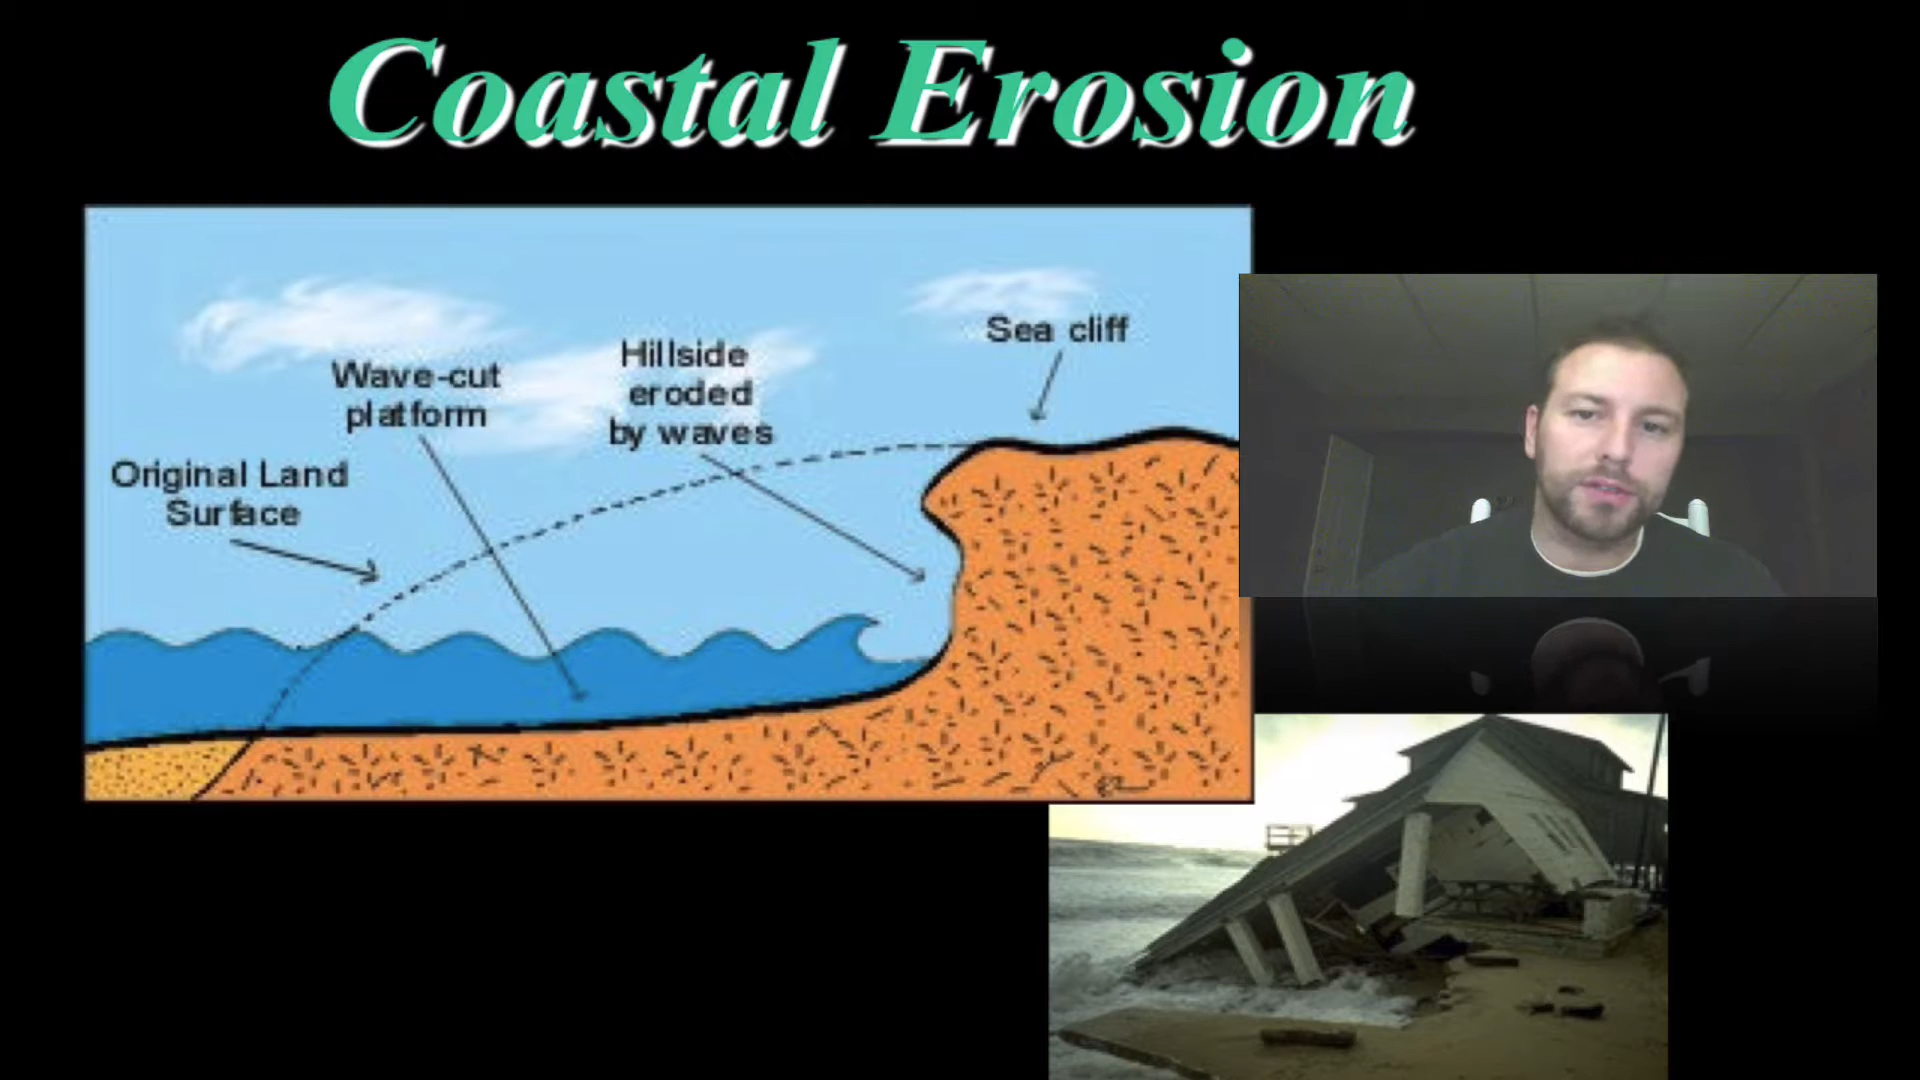 Coastal Erosion
Sea cliff
Hillside
eroded
by waves
Wave-cut
platform
Original Land
Surface